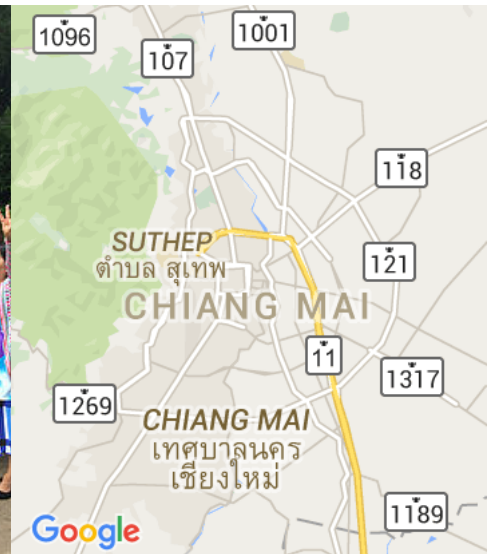 1096
1001
107
118
SUTHEP
ตำบล สุเทพ
121
CHIANG MAI
11
1317
1269
CHIANG MAI
เทศบาลนคร
เชียงใหม่
1189
Google